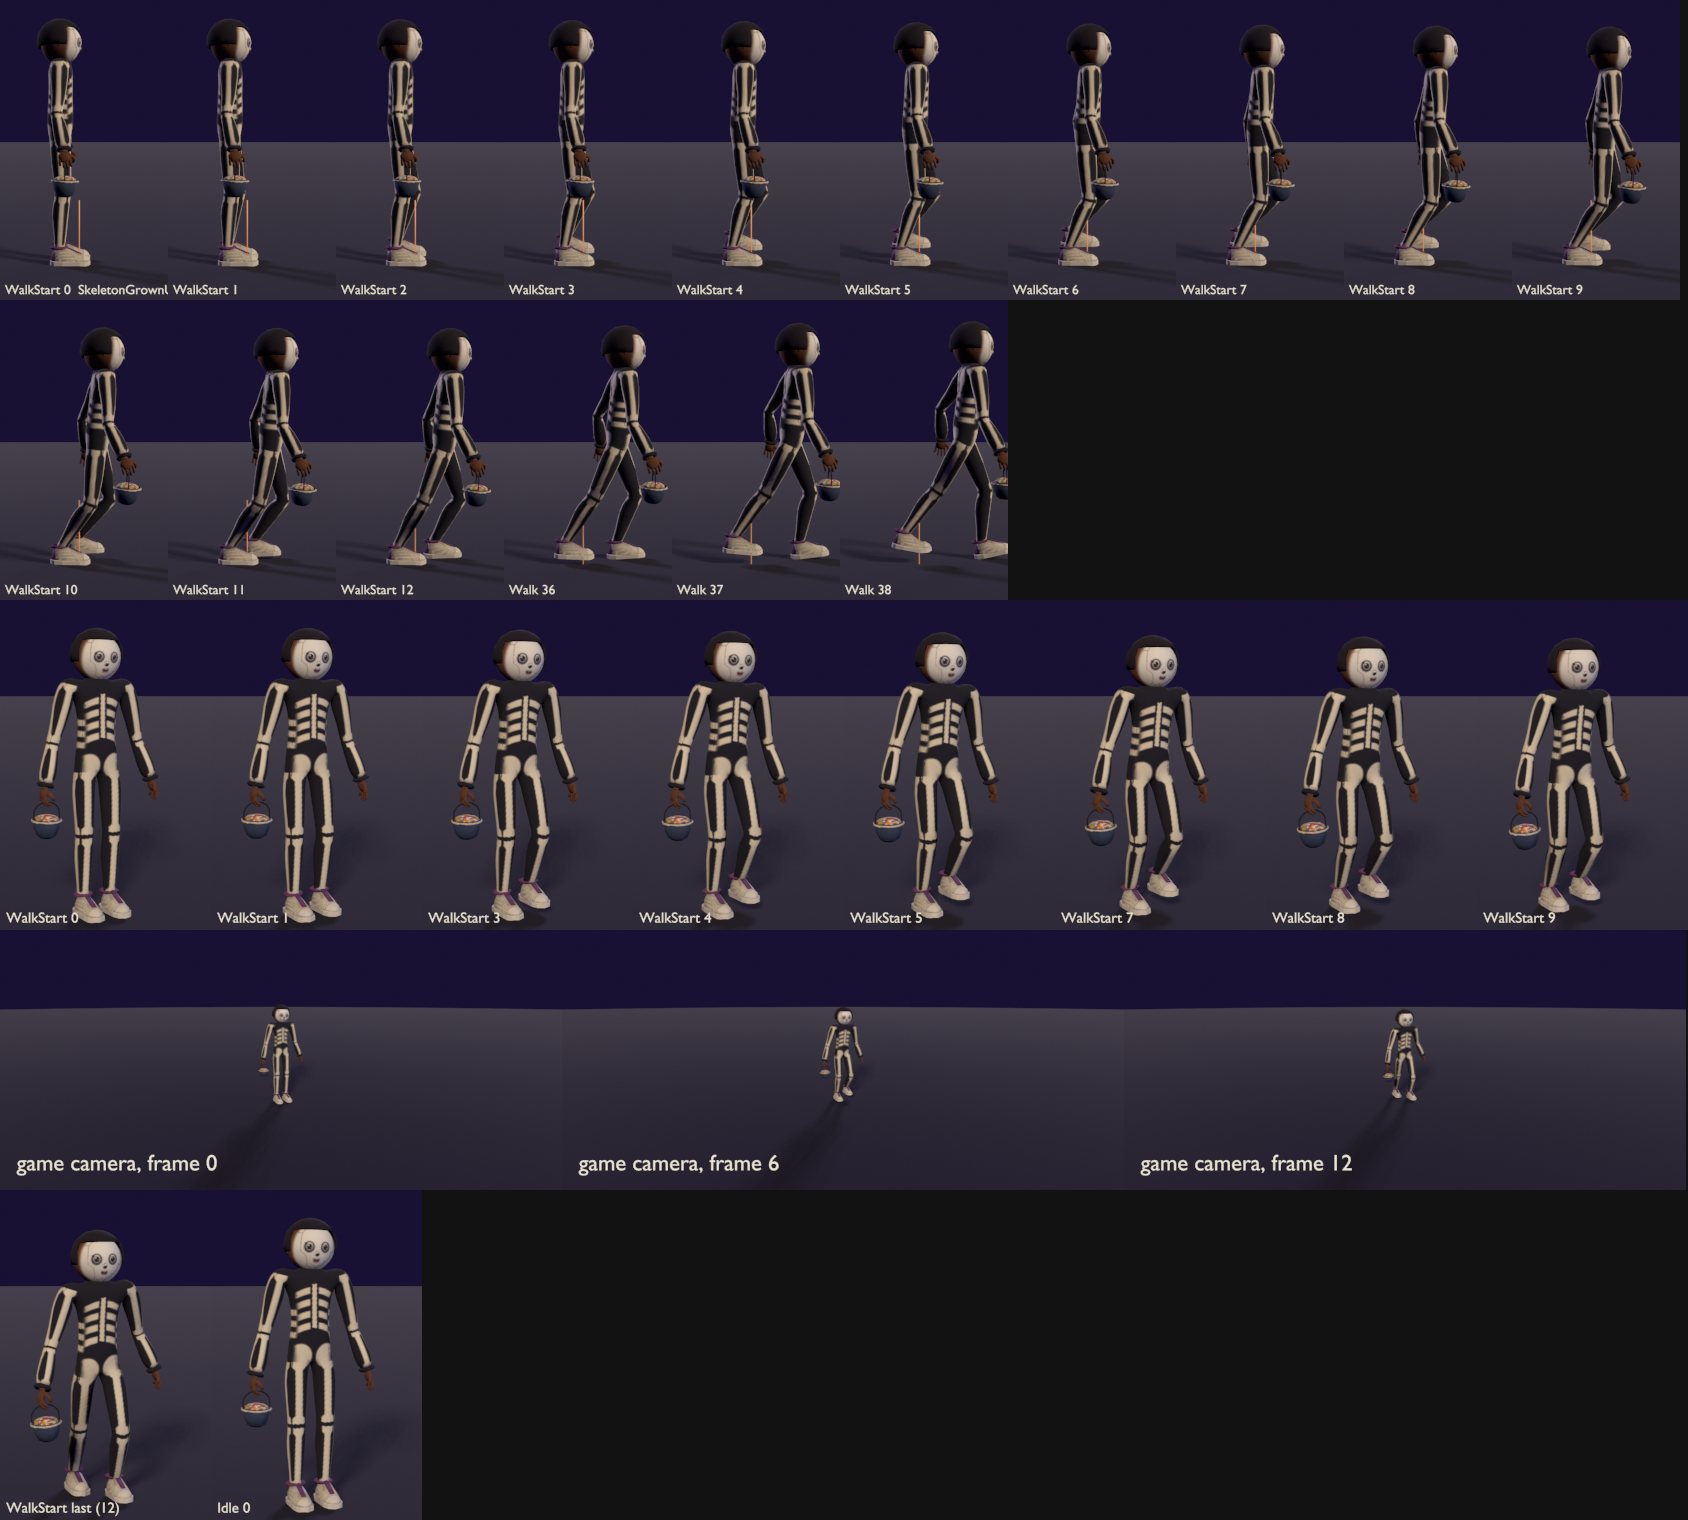 WalkStart 0 SkeletonGrownU
WalkStart 1
WalkStart 2
WalkStart 3
WalkStart 4
WalkStart 5
WalkStart 6
WalkStart 7
WalkStart 8
WalkStart 9
WalkStart 10
WalkStart 11
WalkStart 12
Walk 36
Walk 37
Walk 38
WalkStart 0
WalkStart 1
WalkStart 3
WalkStart 4
WalkStart 5
WalkStart 7
WalkStart 8
WalkStart 9
game camera, frame 0
game camera, frame 6
game camera, frame 12
WalkStart last (12)
Idle 0